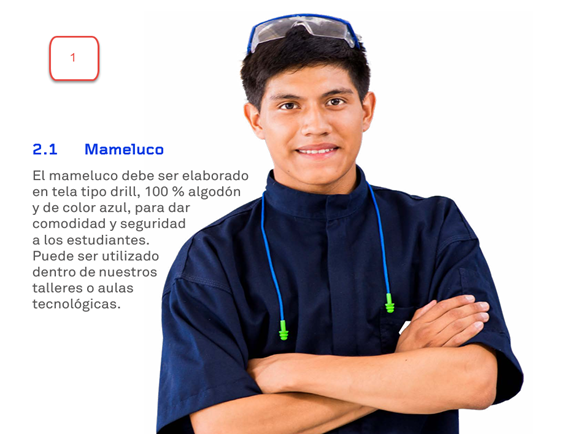 1
2.1 Mameluco
El mameluco debe ser elaborado
en tela tipo drill, 100 % algodón
y de color azul, para dar
comodidad y seguridad
a los estudiantes.
Puede ser utilizado
dentro de nuestros
talleres o aulas
tecnológicas.